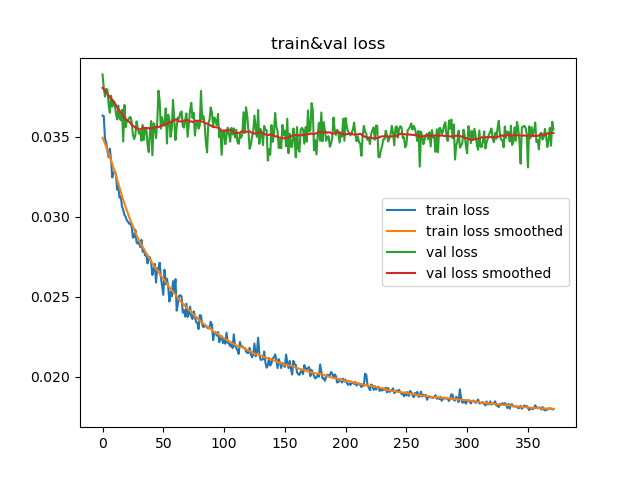 train&val loss
0.035
0.030
0.025
0.020
train loss
train loss smoothed
val loss
val loss smoothed
0 50 100 150 200 250 300 350